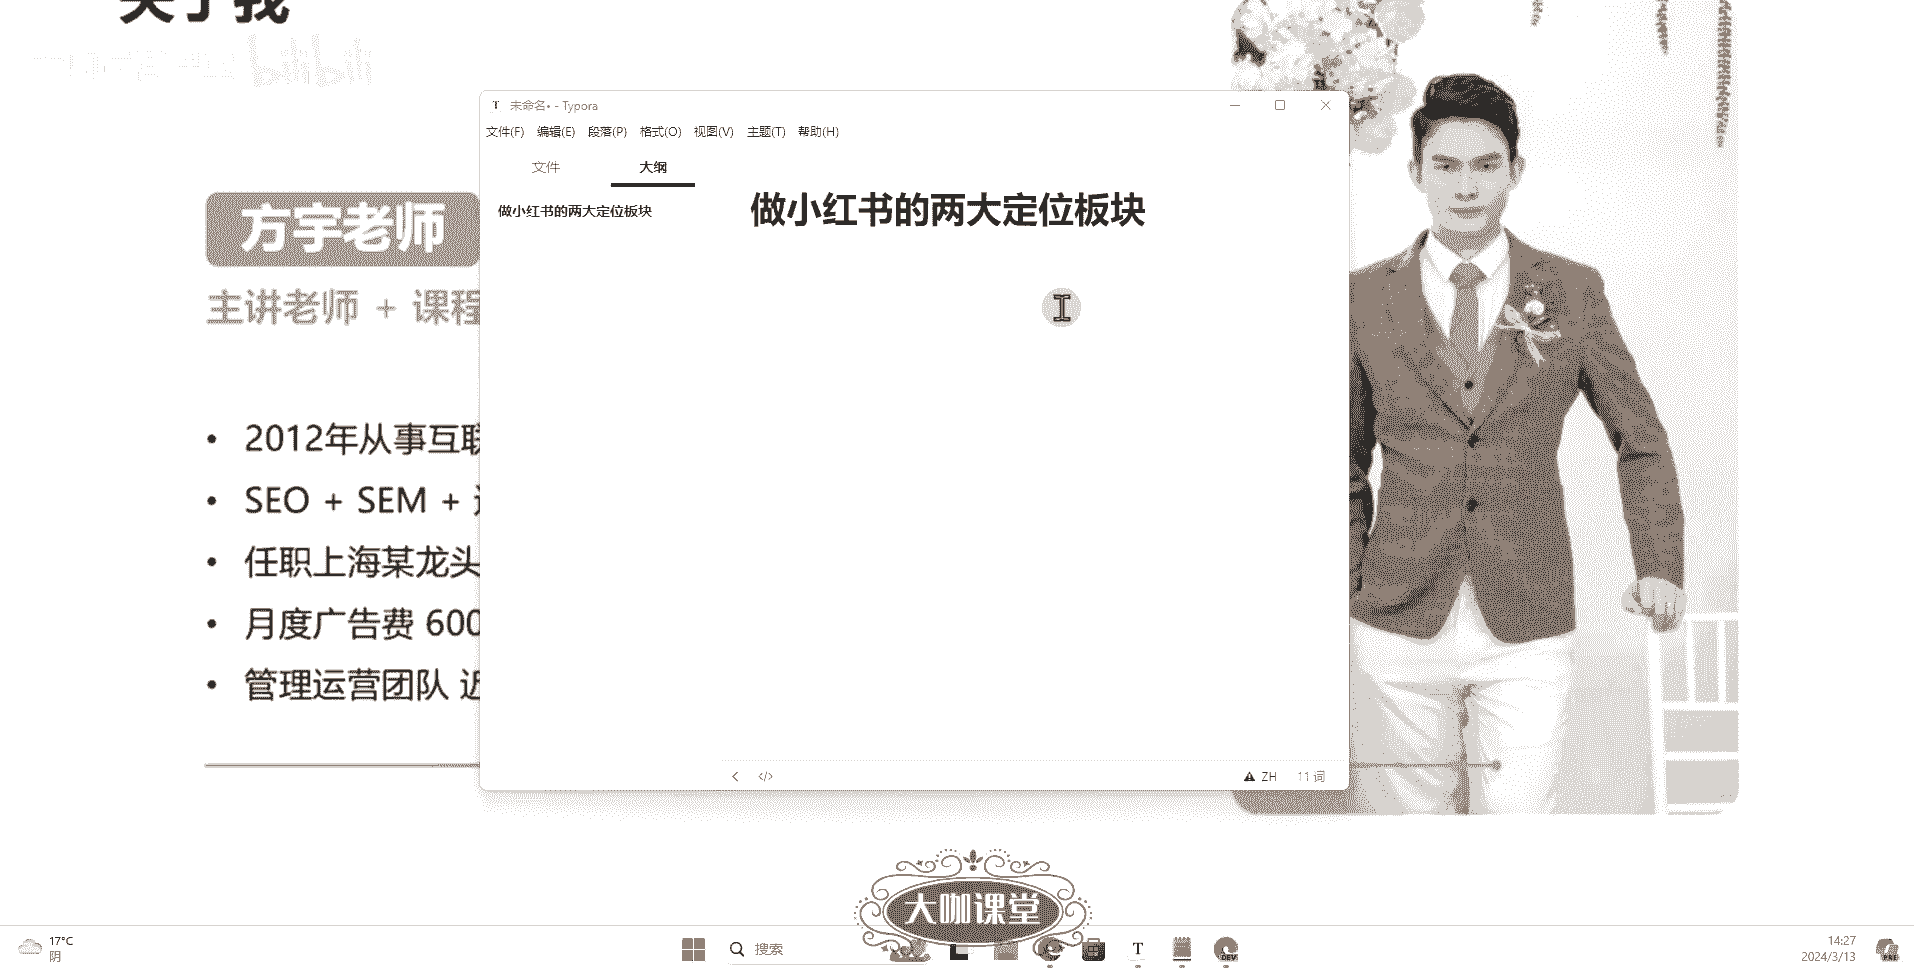 关于我
bilibili
未命名• - Typora
文件(F) 编辑(E) 段落(P) 格式(O) 视图(V) 主题(T) 帮助(H)
文件 大纲
做小红书的两大定位板块
做小红书的两大定位板块
方宇老师
主讲老师 + 课程
• 2012年从事互联
• SEO + SEM +
• 任职上海某龙头
• 月度广告费 600
• 管理运营团队 近
ZH 11 词
大咖课堂
17°C
阴
搜索
T
DEV
14:27
2024/3/13
PRE